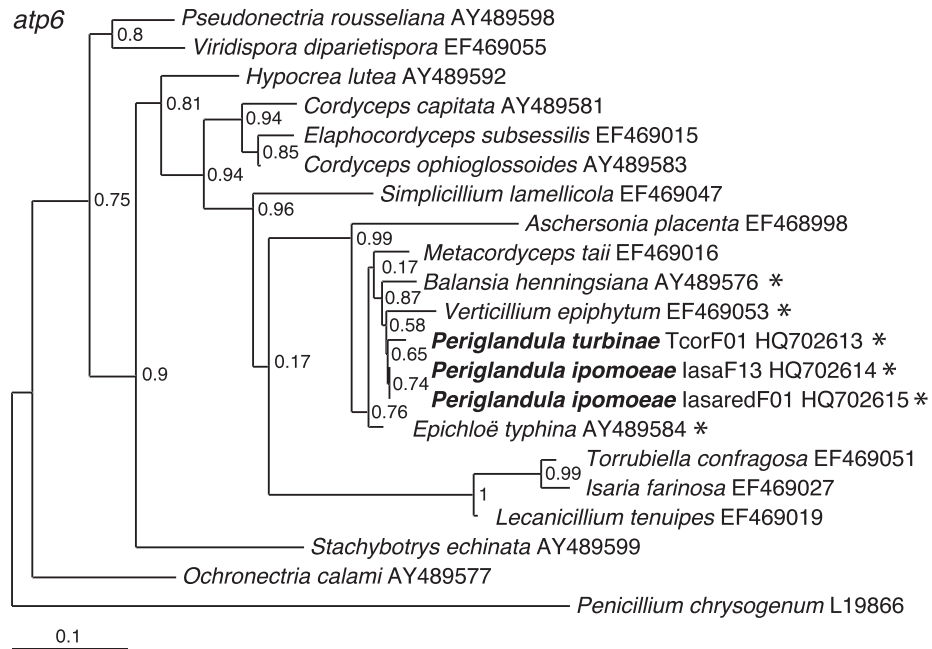 atp6
Pseudonectria rousseliana AY489598
0.8
Viridispora diparietispora EF469055
Hypocrea lutea AY489592
0.81
Cordyceps capitata AY489581
0.94
Elaphocordyceps subsessilis EF469015
0.85
Cordyceps ophioglossoides AY489583
0.94
Simplicillium lamellicola EF469047
0.75
0.96
Aschersonia placenta EF468998
0.99
Metacordyceps taii EF469016
0.17
Balansia henningsiana AY489576 *
0.87
Verticillium epiphytum EF469053 *
0.58
Periglandula turbinae TcorF01 HQ702613 *
0.65
0.17
Periglandula ipomoeae IasaF13 HQ702614 *
0.9
0.74
Periglandula ipomoeae IasaredF01 HQ702615 *
0.76
Epichloë typhina AY489584 *
Torrubiella confragosa EF469051
0.99
Isaria farinosa EF469027
1
Lecanicillium tenuipes EF469019
Stachybotrys echinata AY489599
Ochronectria calami AY489577
Penicillium chrysogenum L19866
0.1